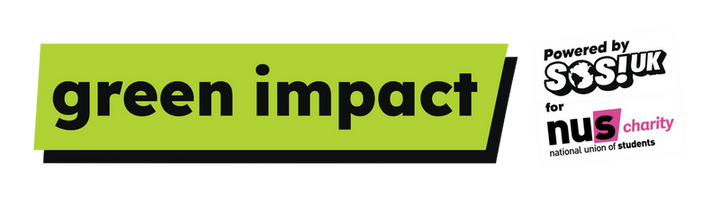 green impact
Powered by
SOS!UK
for
nus charity
national union of students